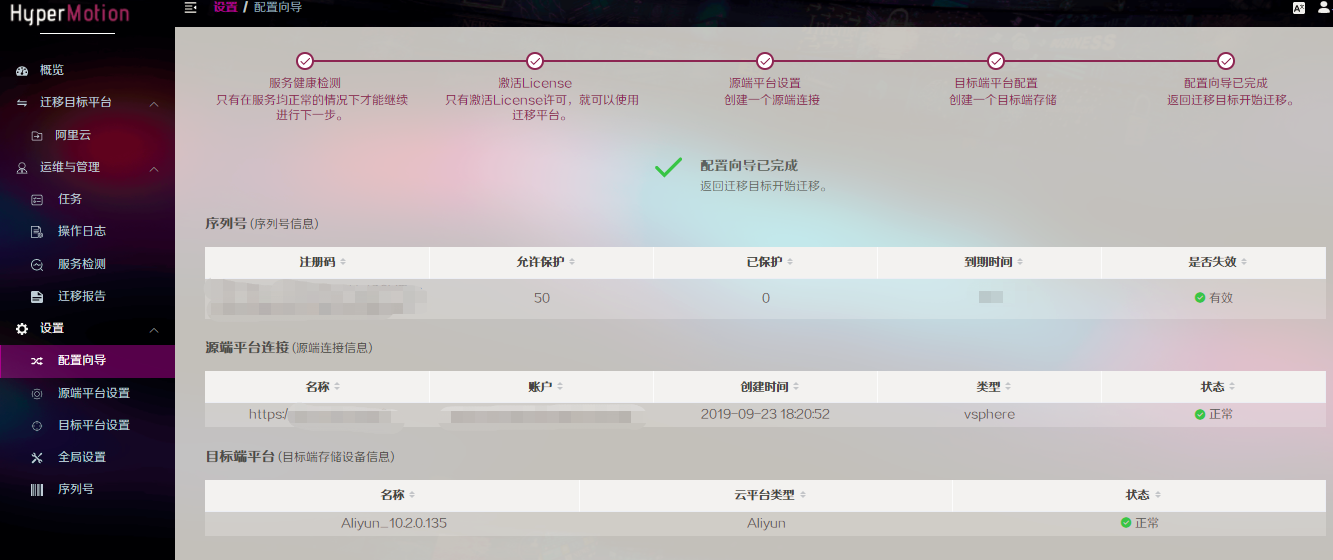 HyperMotion
设置 / 配置向导
概览
迁移目标平台
阿里云
运维与管理
任务
操作日志
服务检测
迁移报告
设置
配置向导
源端平台设置
目标平台设置
全局设置
序列号
服务健康检测
只有在服务均正常的情况下才能继续
进行下一步。
激活License
只有激活License许可，就可以使用
迁移平台。
源端平台设置
创建一个源端连接
目标端平台配置
创建一个目标端存储
配置向导已完成
返回迁移目标开始迁移。
配置向导已完成
返回迁移目标开始迁移。
序列号 (序列号信息)
注册码 允许保护 已保护 到期时间 是否失效
50 0 有效
源端平台连接 (源端连接信息)
名称 账户 创建时间 类型 状态
https:/ 2019-09-23 18:20:52 vsphere 正常
目标端平台 (目标端存储设备信息)
名称 云平台类型 状态
Aliyun_10.2.0.135 Aliyun 正常